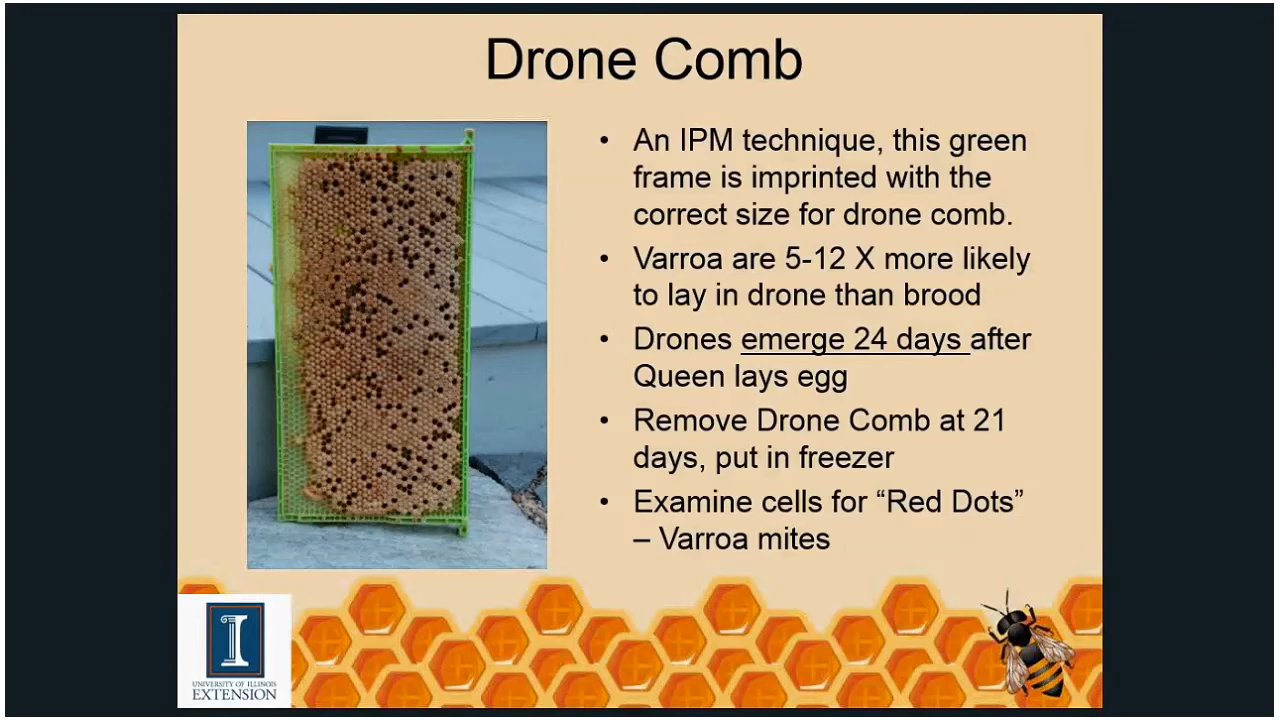 Drone Comb
• An IPM technique, this green
frame is imprinted with the
correct size for drone comb.
• Varroa are 5-12 X more likely
to lay in drone than brood
• Drones emerge 24 days after
Queen lays egg
• Remove Drone Comb at 21
days, put in freezer
• Examine cells for “Red Dots”
– Varroa mites
I
UNIVERSITY OF ILLINOIS
EXTENSION